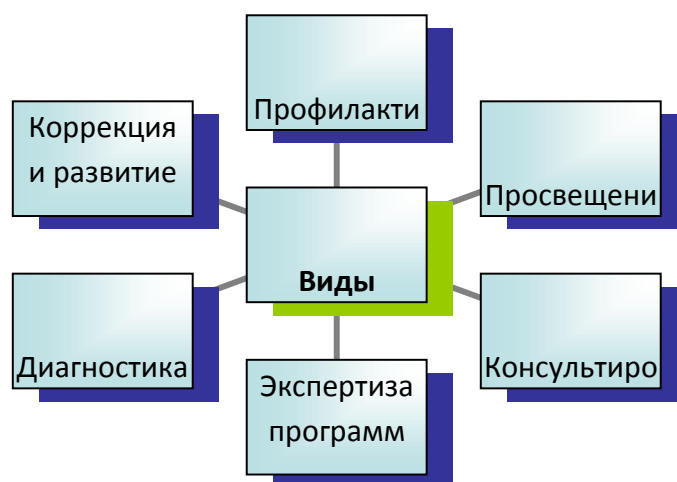 Профилакти
Коррекция
и развитие
Просвещени
Виды
Диагностика
Экспертиза
программ
Консультиро